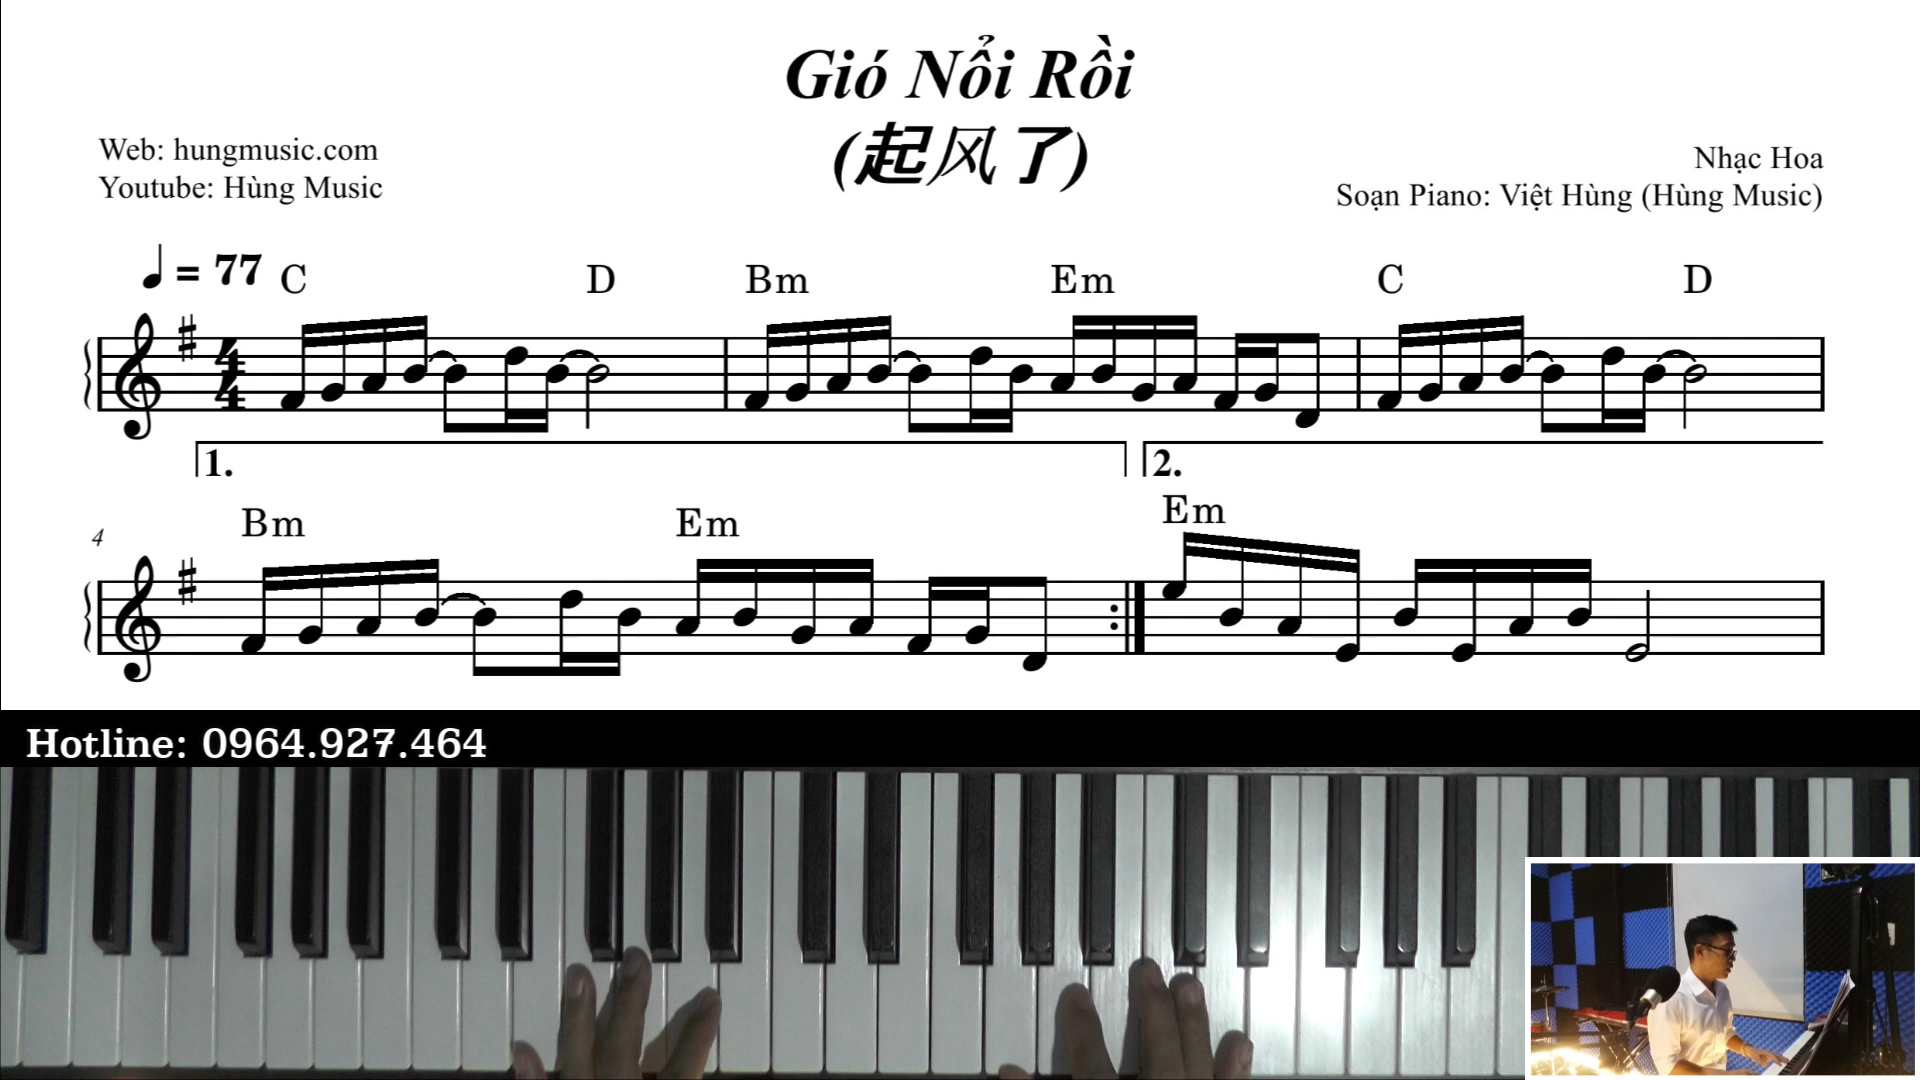 Gió Nổi Rồi
(起风了)
Web: hungmusic.com
Youtube: Hùng Music
Nhạc Hoa
Soạn Piano: Việt Hùng (Hùng Music)
♩ = 77 C D Bm Em C D
4
4
1. 2.
Bm Em Em
4
Hotline: 0964.927.464